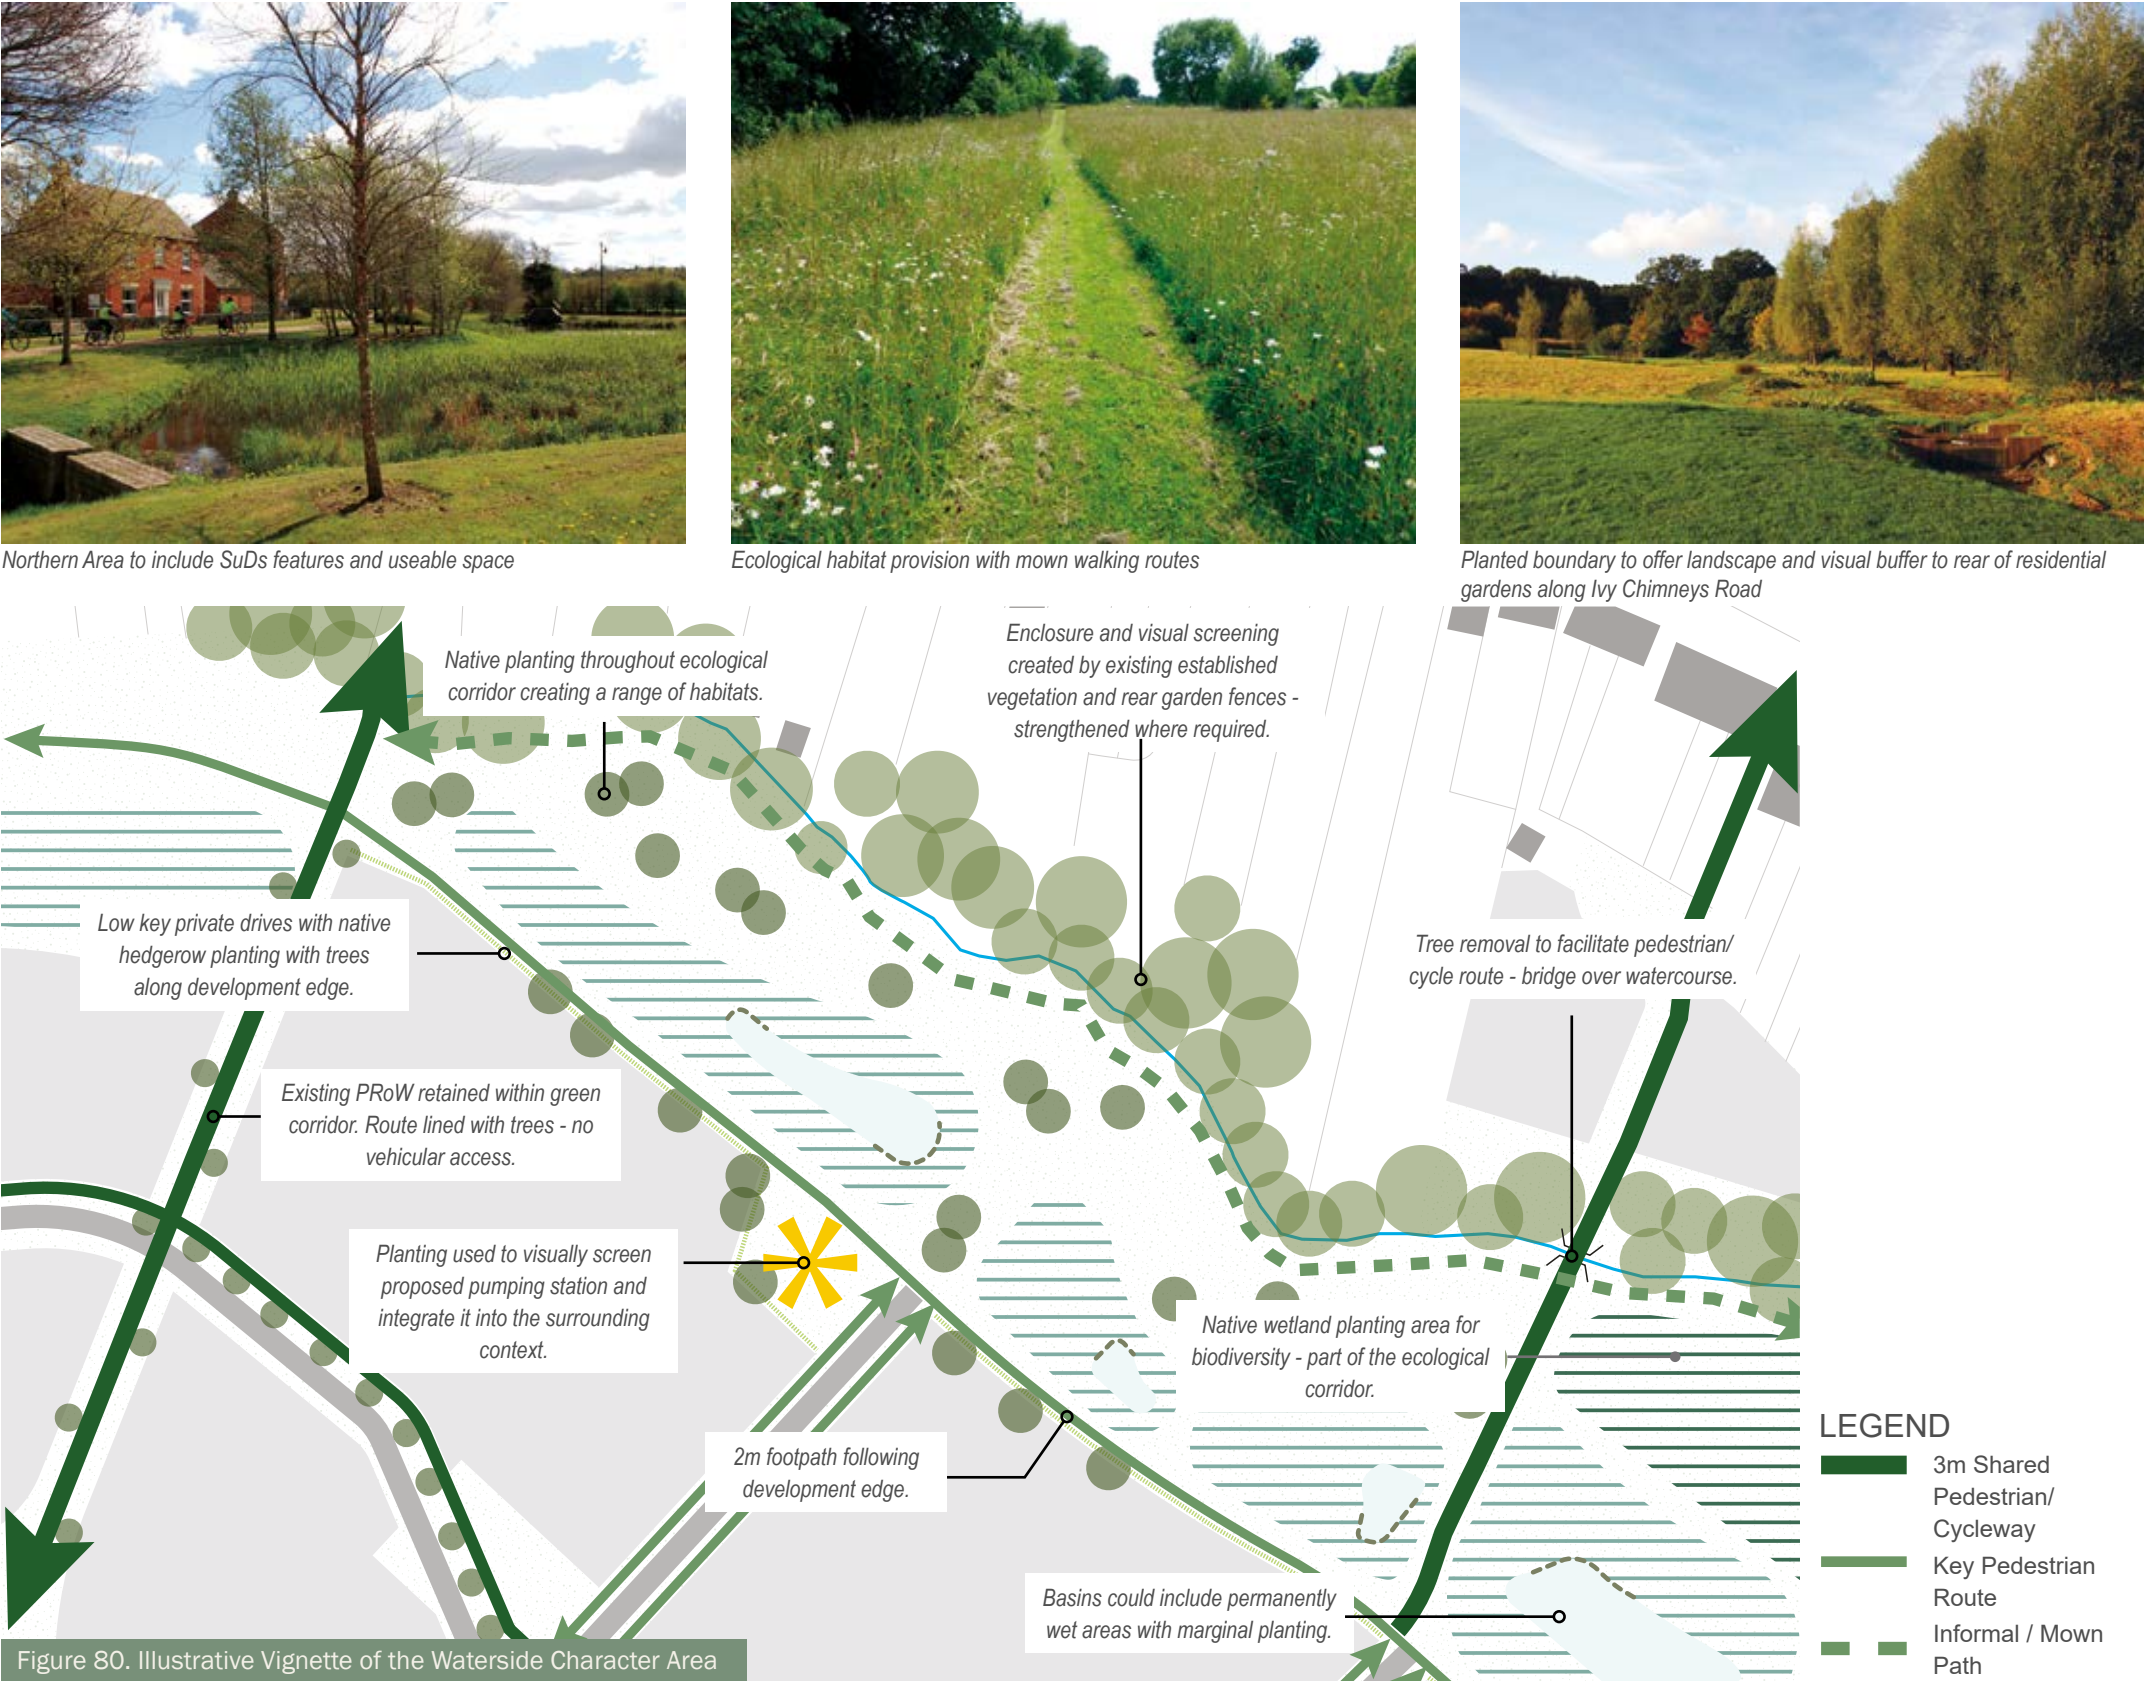 Northern Area to include SuDs features and useable space
Ecological habitat provision with mown walking routes
Planted boundary to offer landscape and visual buffer to rear of residential
gardens along Ivy Chimneys Road
Native planting throughout ecological
corridor creating a range of habitats.
Enclosure and visual screening
created by existing established
vegetation and rear garden fences -
strengthened where required.
Low key private drives with native
hedgerow planting with trees
along development edge.
Tree removal to facilitate pedestrian/
cycle route - bridge over watercourse.
Existing PRoW retained within green
corridor. Route lined with trees - no
vehicular access.
Planting used to visually screen
proposed pumping station and
integrate it into the surrounding
context.
Native wetland planting area for
biodiversity - part of the ecological
corridor.
2m footpath following
development edge.
Basins could include permanently
wet areas with marginal planting.
LEGEND
3m Shared
Pedestrian/
Cycleway
Key Pedestrian
Route
Informal / Mown
Path
Figure 80. Illustrative Vignette of the Waterside Character Area